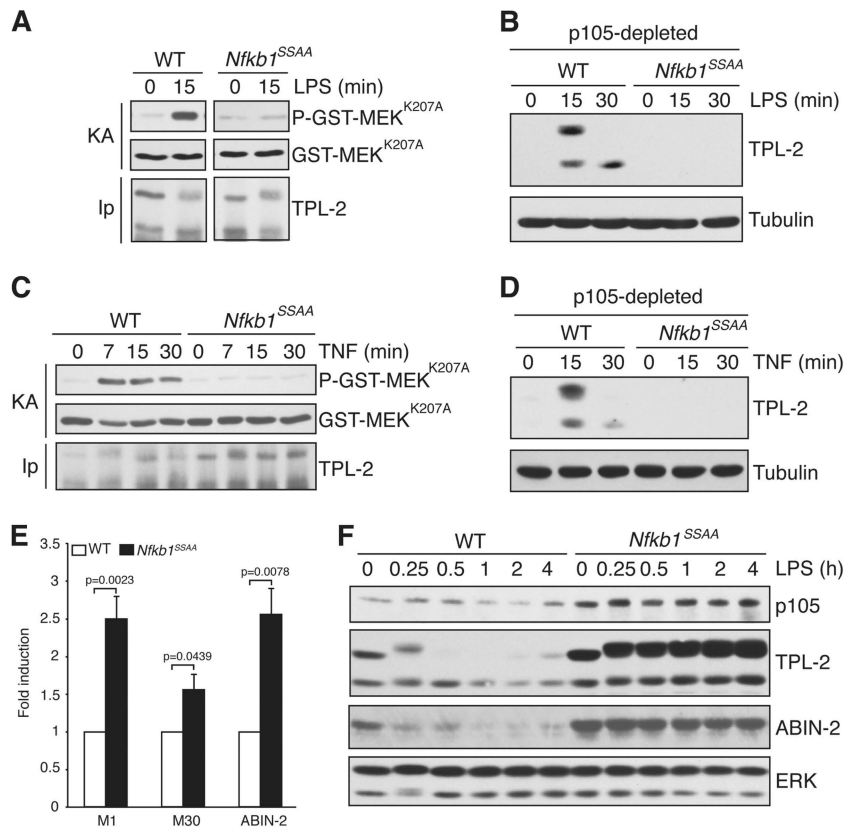 A
WT Nfkb1SSAA
0 15 0 15 LPS (min)
KA
P-GST-MEKK207A
GST-MEKK207A
Ip
TPL-2
B
p105-depleted
WT Nfkb1SSAA
0 15 30 0 15 30 LPS (min)
TPL-2
Tubulin
C
WT Nfkb1SSAA
0 7 15 30 0 7 15 30 TNF (min)
KA
P-GST-MEKK207A
GST-MEKK207A
Ip
TPL-2
D
p105-depleted
WT Nfkb1SSAA
0 15 30 0 15 30 TNF (min)
TPL-2
Tubulin
E
WT Nfkb1SSAA
Fold induction
3.5
3
2.5
2
1.5
1
0.5
0
p=0.0023
p=0.0439
p=0.0078
M1 M30 ABIN-2
F
WT Nfkb1SSAA
0 0.25 0.5 1 2 4 0 0.25 0.5 1 2 4 LPS (h)
p105
TPL-2
ABIN-2
ERK